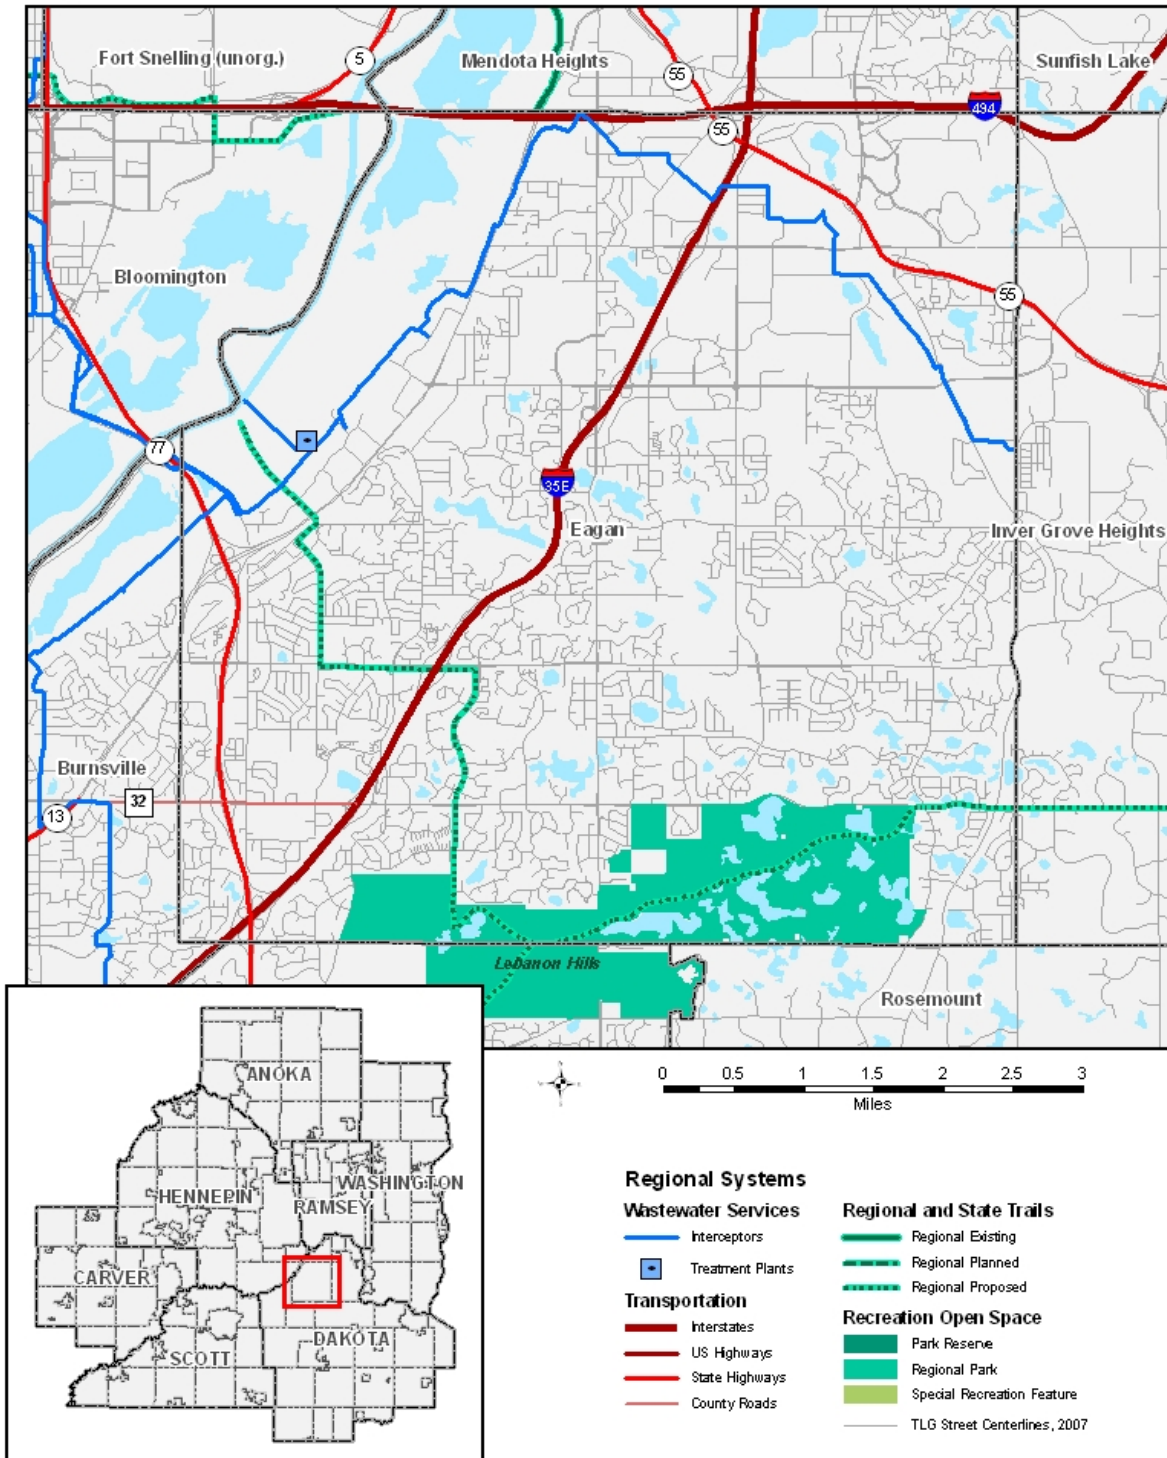 Fort Snelling (unorg.)
5
Mendota Heights
55
Sunfish Lake
494
55
Bloomington
55
77
35E
Eagan
Inver Grove Heights
Burnsville
32
13
Lebanon Hills
Rosemount
ANOKA
HENNEPIN
WASHINGTON
RAMSEY
CARVER
SCOTT
DAKOTA
0 0.5 1 1.5 2 2.5 3
Miles
Regional Systems
Wastewater Services
Interceptors
Treatment Plants
Transportation
Interstates
US Highways
State Highways
County Roads
Regional and State Trails
Regional Existing
Regional Planned
Regional Proposed
Recreation Open Space
Park Reserve
Regional Park
Special Recreation Feature
TLG Street Centerlines, 2007